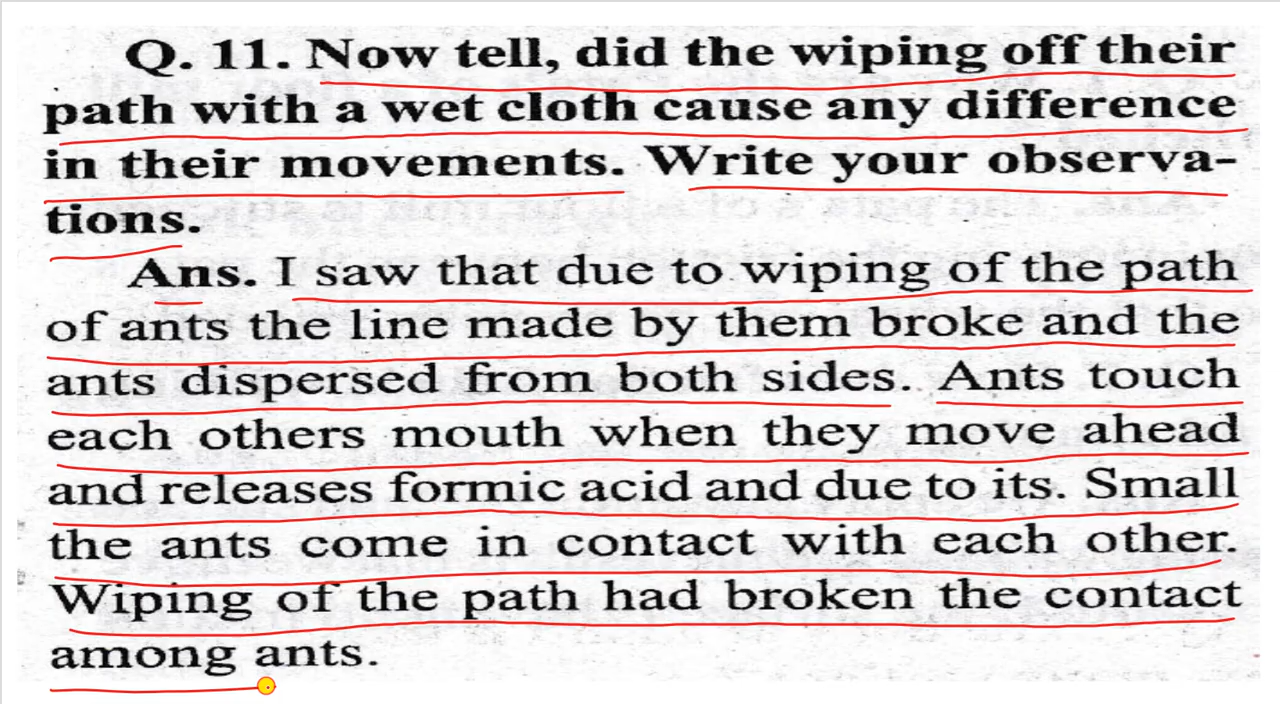 Q. 11. Now tell, did the wiping off their
path with a wet cloth cause any difference
in their movements. Write your observa-
tions.
Ans. I saw that due to wiping of the path
of ants the line made by them broke and the
ants dispersed from both sides. Ants touch
each others mouth when they move ahead
and releases formic acid and due to its. Small
the ants come in contact with each other.
Wiping of the path had broken the contact
among ants.